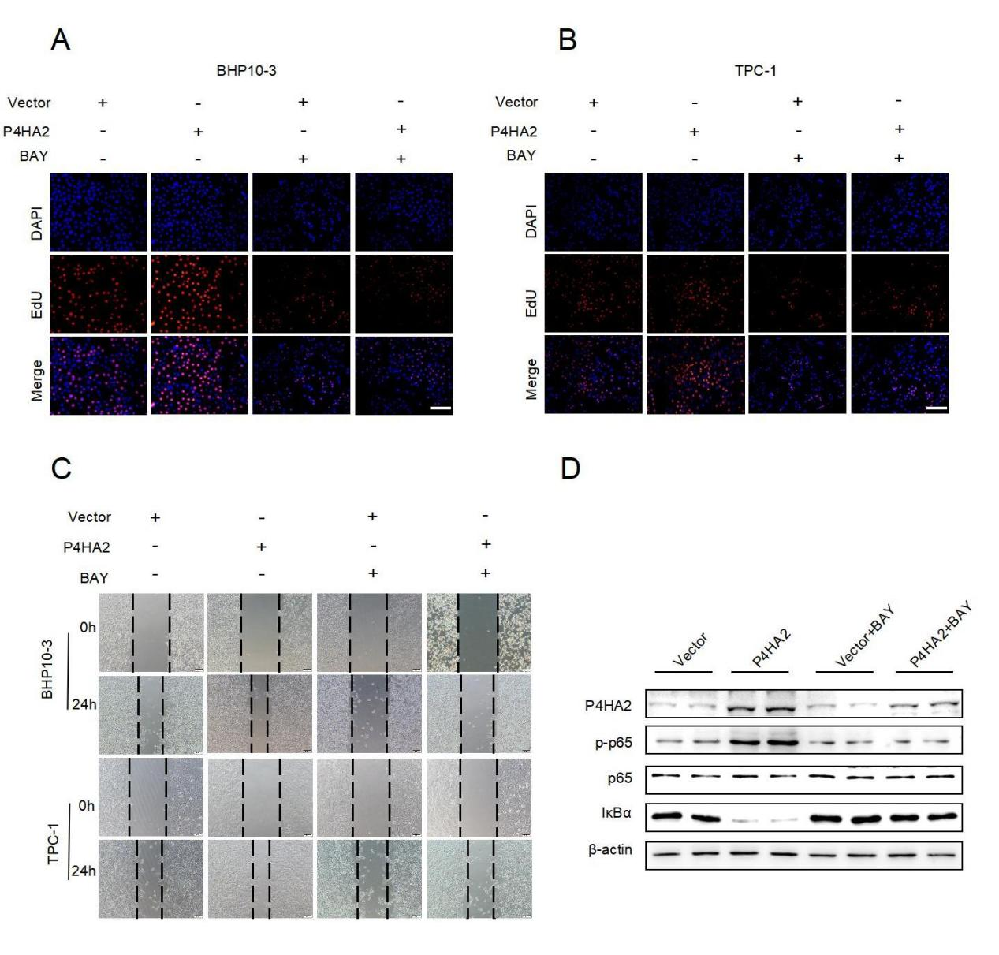 A
BHP10-3
Vector + - + -
P4HA2 - + - +
BAY - - + +
DAPI
EdU
Merge
B
TPC-1
Vector + - + -
P4HA2 - + - +
BAY - - + +
DAPI
EdU
Merge
C
Vector + - + -
P4HA2 - + - +
BAY - - + +
BHP10-3
0h
24h
TPC-1
0h
24h
D
Vector P4HA2 Vector+BAY P4HA2+BAY
P4HA2
p-p65
p65
IκBα
β-actin